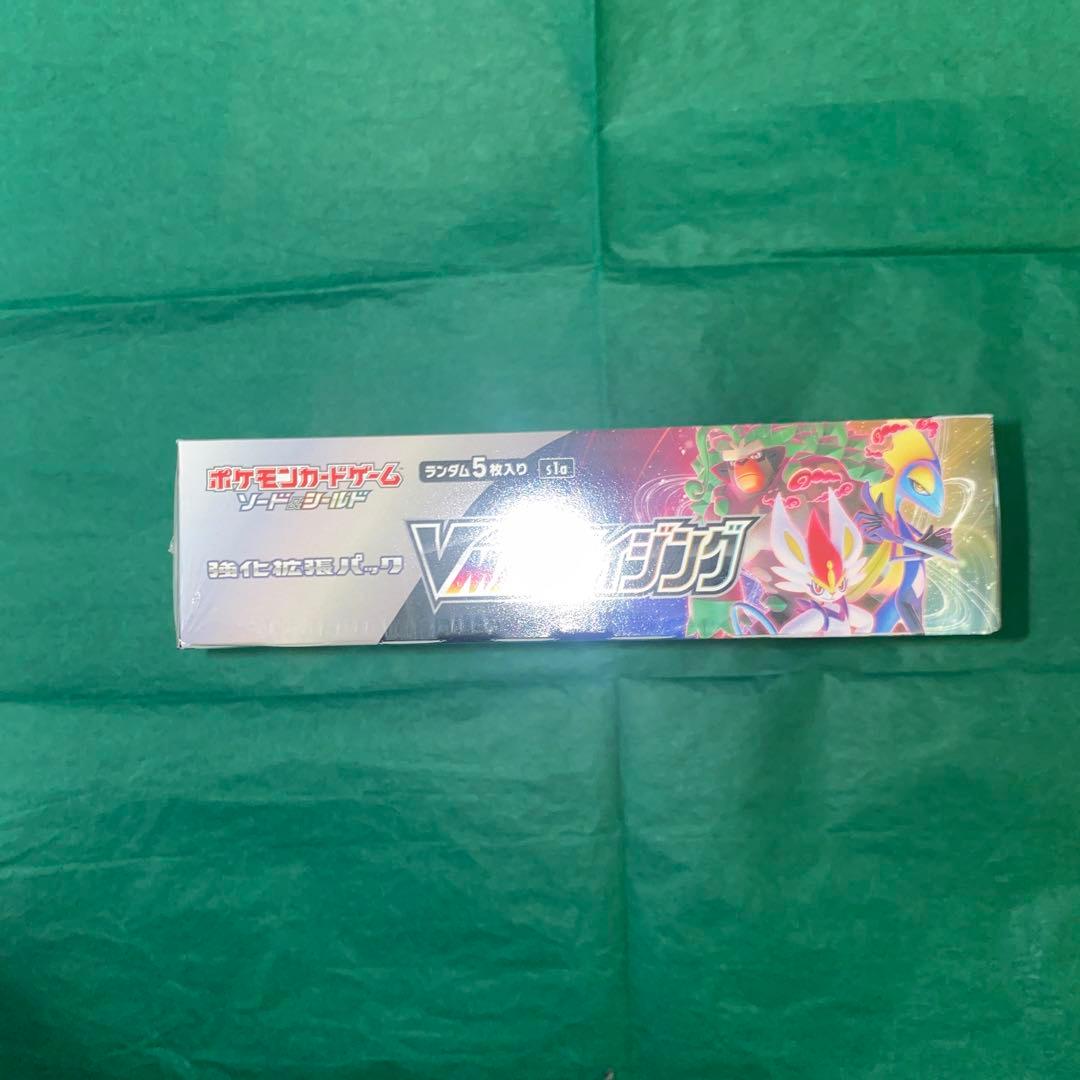 ポケモンカードゲーム
ソード&シールド
ランダム5枚入り s1a
強化拡張パック
V イジング